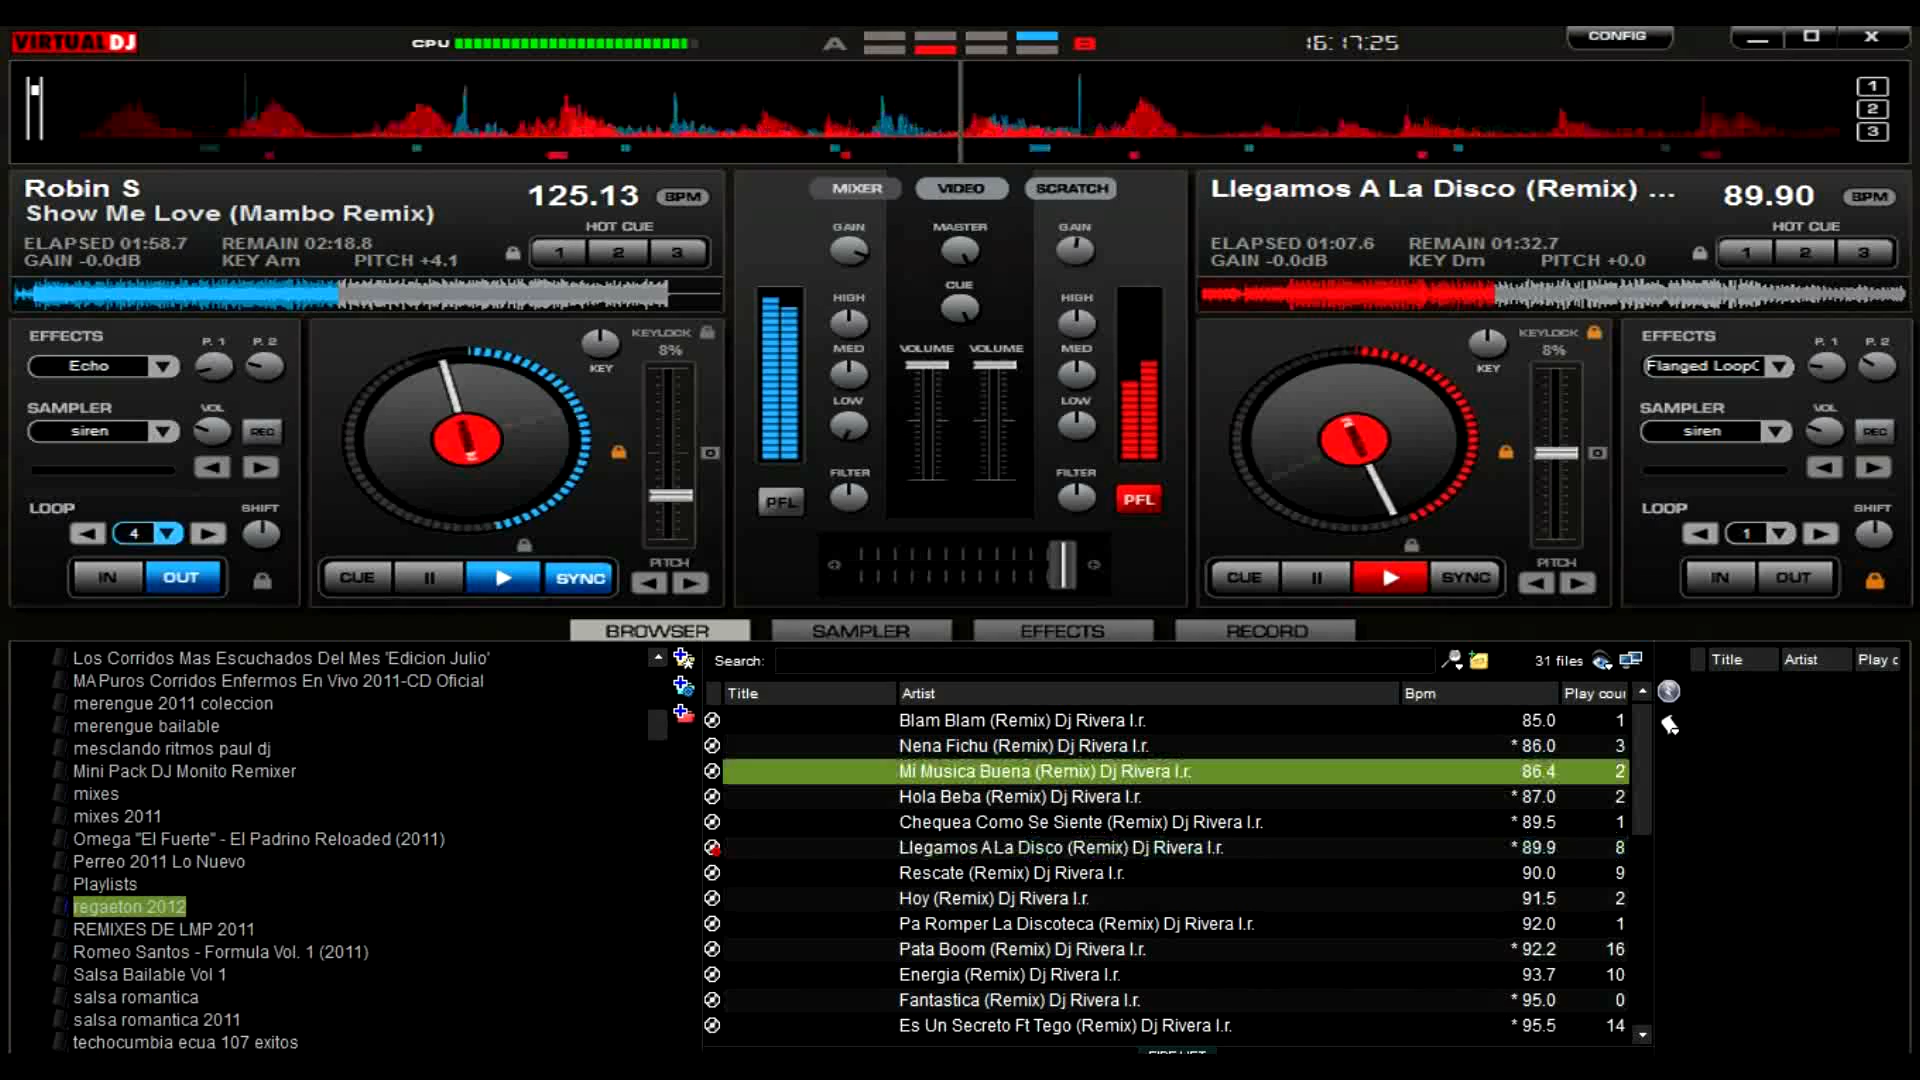 VIRTUAL DJ
CPU
A
B
16:17:25
CONFIG
1
2
3
Robin S
Show Me Love (Mambo Remix)
125.13 BPM
HOT CUE
ELAPSED 01:58.7 REMAIN 02:18.8
GAIN -0.0dB KEY Am PITCH +4.1
1 2 3
MIXER VIDEO SCRATCH
Llegamos A La Disco (Remix) ...
89.90 BPM
HOT CUE
ELAPSED 01:07.6 REMAIN 01:32.7
GAIN -0.0dB KEY Dm PITCH +0.0
1 2 3
EFFECTS P. 1 P. 2
Echo
SAMPLER VOL
siren REC
LOOP SHIFT
4
IN OUT
KEY
KEYLOCK
8%
PITCH
CUE SYNC
GAIN MASTER GAIN
CUE
HIGH HIGH
MED VOLUME VOLUME MED
LOW LOW
FILTER FILTER
PFL PFL
KEY
KEYLOCK
8%
PITCH
CUE SYNC
EFFECTS P. 1 P. 2
Flanged LoopC
SAMPLER VOL
siren REC
LOOP SHIFT
1
IN OUT
BROWSER SAMPLER EFFECTS RECORD
Los Corridos Mas Escuchados Del Mes 'Edicion Julio'
MA Puros Corridos Enfermos En Vivo 2011-CD Oficial
merengue 2011 coleccion
merengue bailable
mesclando ritmos paul dj
Mini Pack DJ Monito Remixer
mixes
mixes 2011
Omega "El Fuerte" - El Padrino Reloaded (2011)
Perreo 2011 Lo Nuevo
Playlists
regaeton 2012
REMIXES DE LMP 2011
Romeo Santos - Formula Vol. 1 (2011)
Salsa Bailable Vol 1
salsa romantica
salsa romantica 2011
techocumbia ecua 107 exitos
Search: 31 files
Title Artist Bpm Play cour
Blam Blam (Remix) Dj Rivera I.r. 85.0 1
Nena Fichu (Remix) Dj Rivera I.r. * 86.0 3
Mi Musica Buena (Remix) Dj Rivera I.r. 86.4 2
Hola Beba (Remix) Dj Rivera I.r. * 87.0 2
Chequea Como Se Siente (Remix) Dj Rivera I.r. * 89.5 1
Llegamos A La Disco (Remix) Dj Rivera I.r. * 89.9 8
Rescate (Remix) Dj Rivera I.r. 90.0 9
Hoy (Remix) Dj Rivera I.r. 91.5 2
Pa Romper La Discoteca (Remix) Dj Rivera I.r. 92.0 1
Pata Boom (Remix) Dj Rivera I.r. * 92.2 16
Energia (Remix) Dj Rivera I.r. 93.7 10
Fantastica (Remix) Dj Rivera I.r. * 95.0 0
Es Un Secreto Ft Tego (Remix) Dj Rivera I.r. * 95.5 14
Title Artist Play c